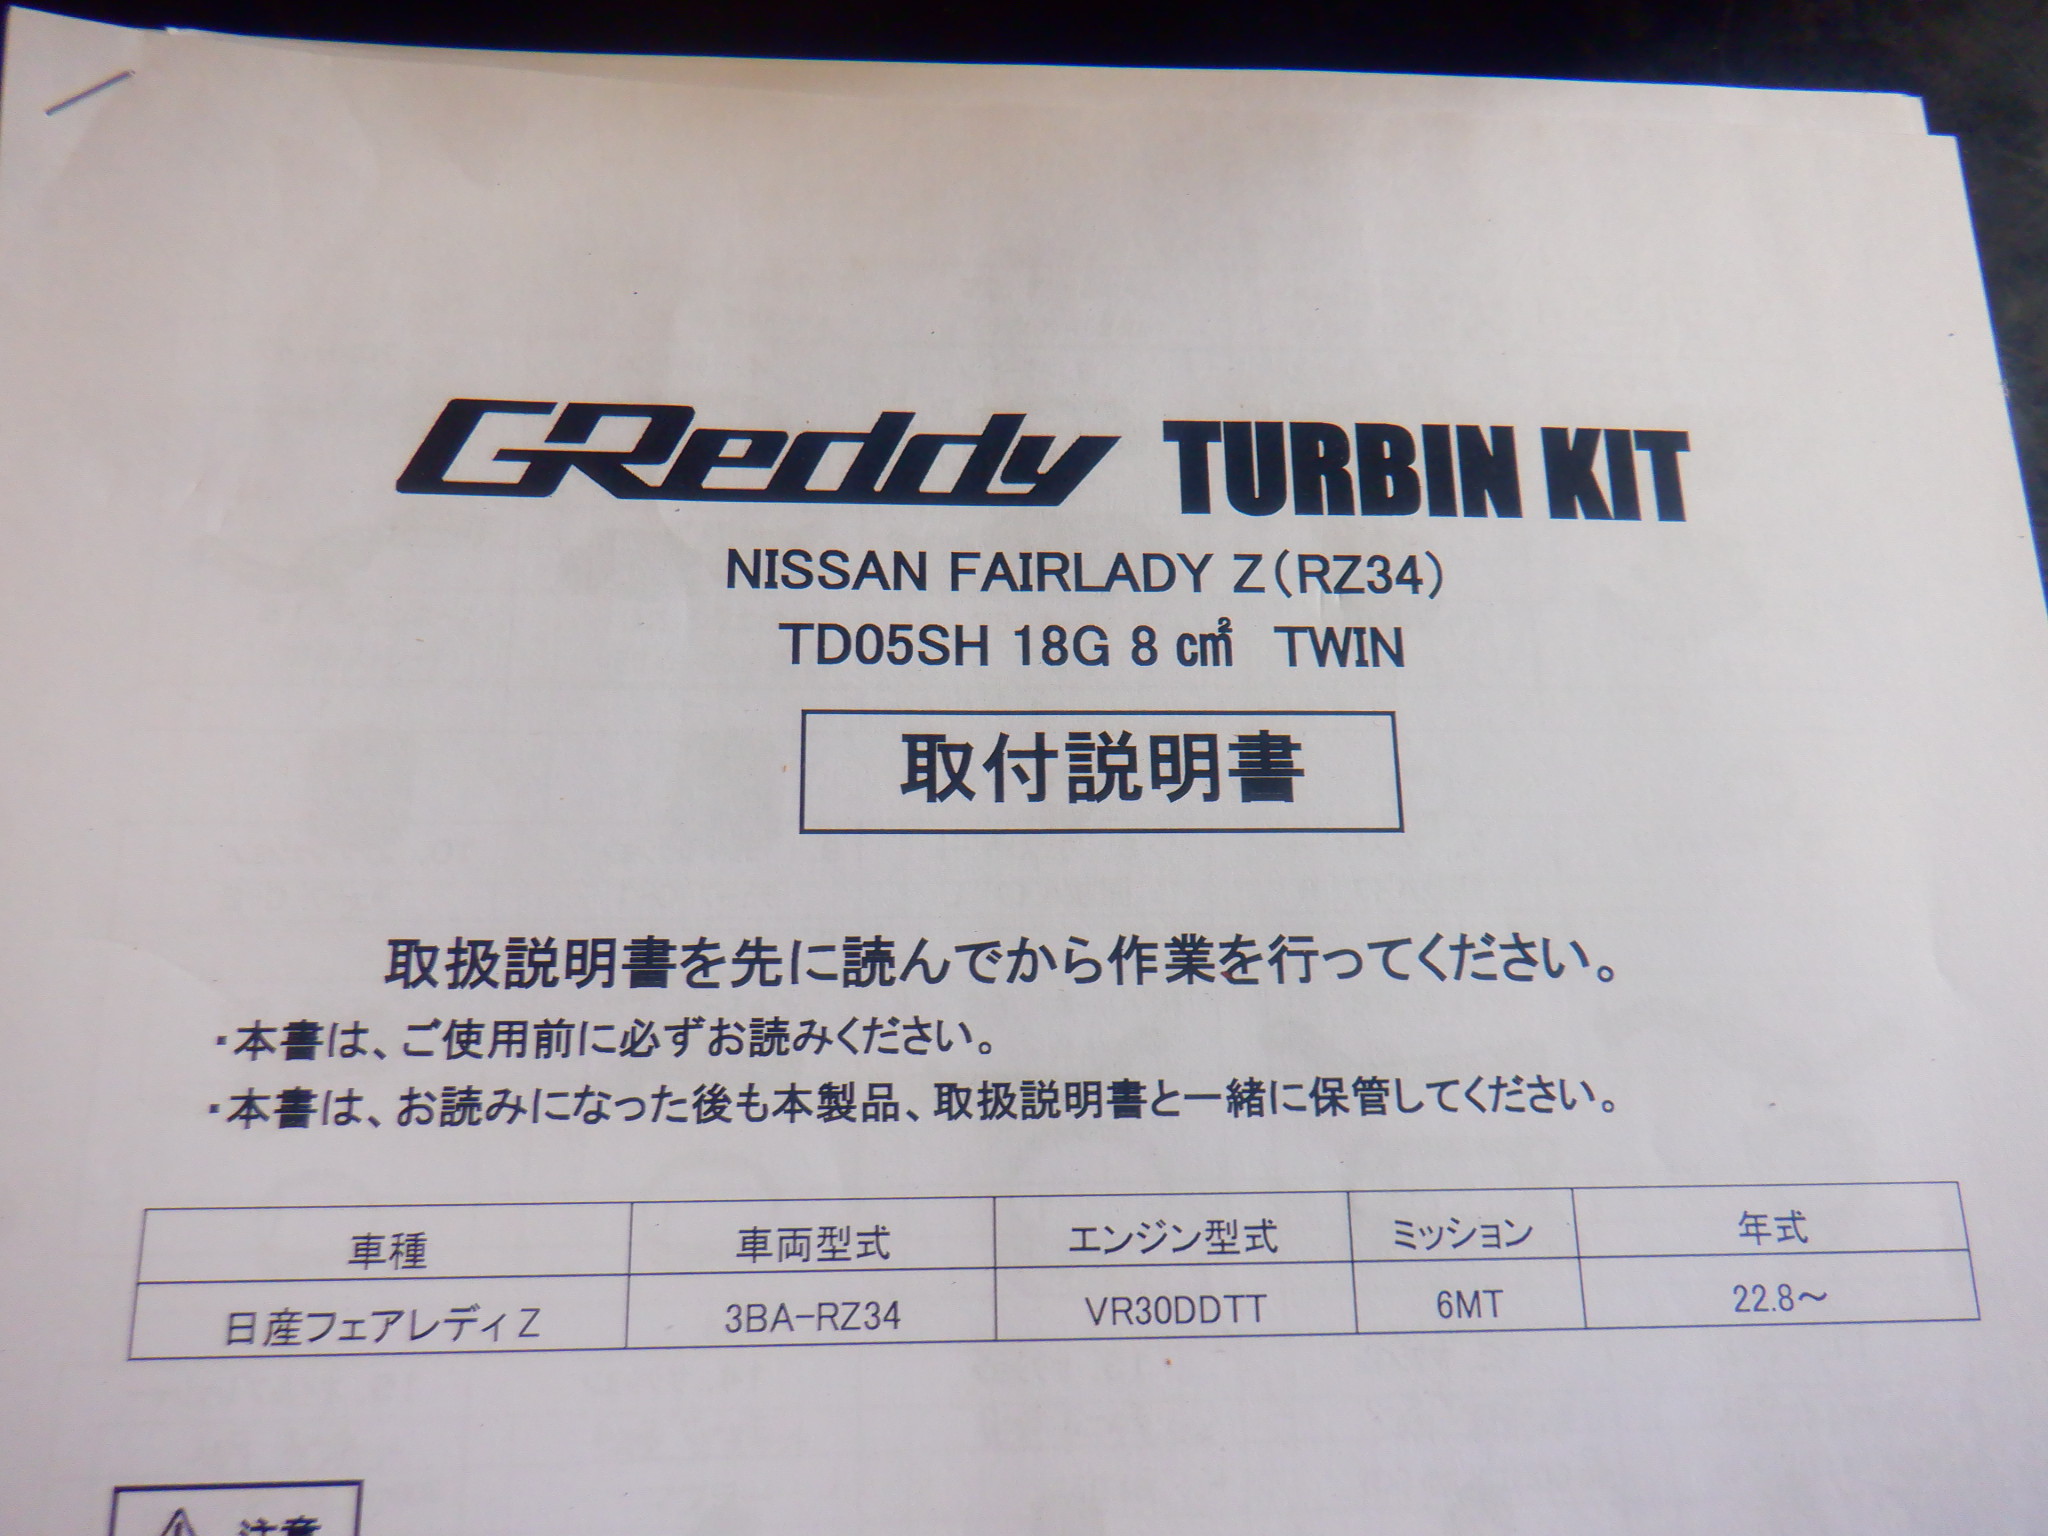 GReddy TURBIN KIT
NISSAN FAIRLADY Z(RZ34)
TD05SH 18G 8 c㎡ TWIN
取付説明書
取扱説明書を先に読んでから作業を行ってください。
・本書は、ご使用前に必ずお読みください。
・本書は、お読みになった後も本製品、取扱説明書と一緒に保管してください。
車種 車両型式 エンジン型式 ミッション 年式
日産フェアレディZ 3BA-RZ34 VR30DDTT 6MT 22.8～
注意